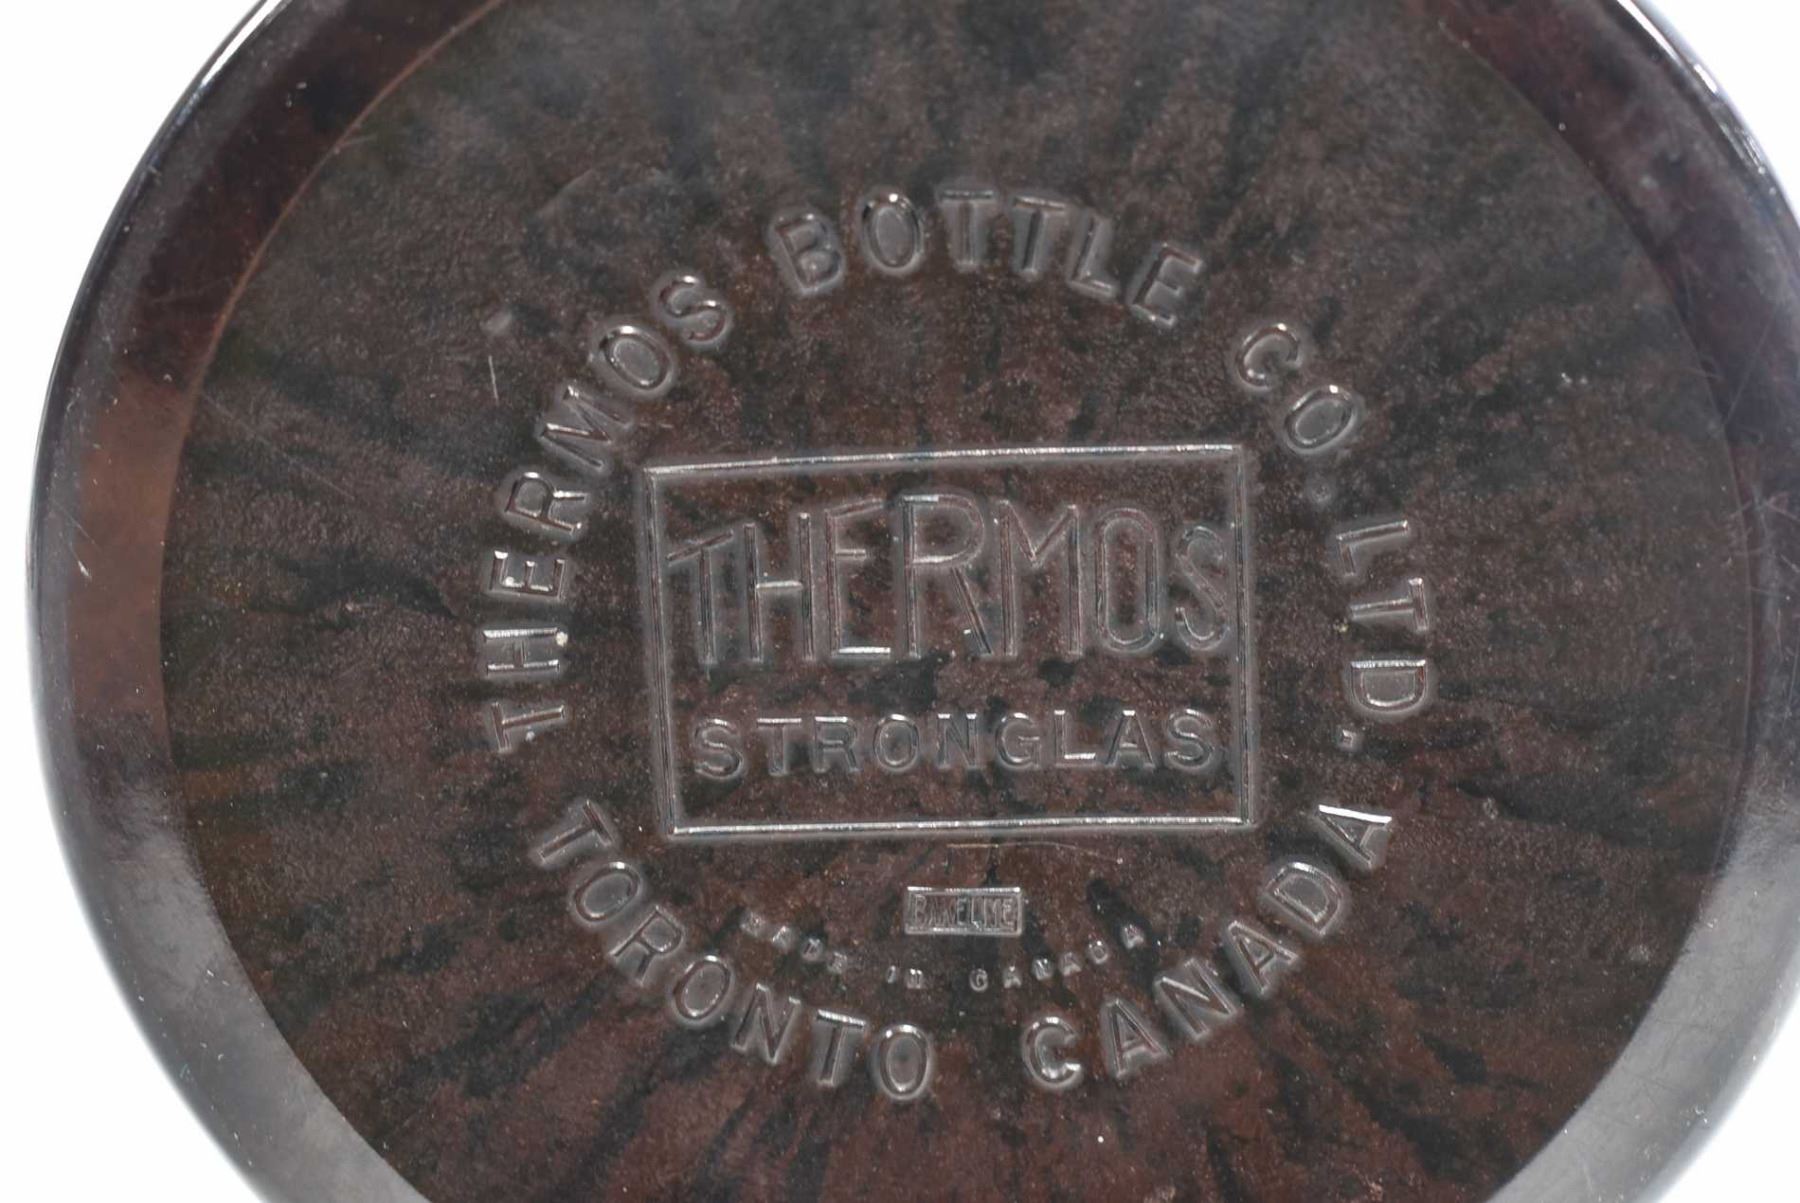 THERMOS BOTTLE CO. LTD.
THERMOS
STRONGLAS
BAKELITE
MADE IN CANADA
TORONTO CANADA